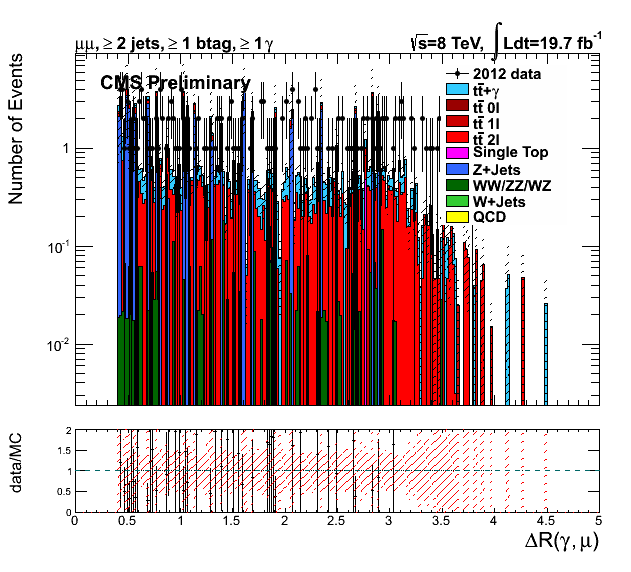 μμ, ≥ 2 jets, ≥ 1 btag, ≥ 1 γ
√s=8 TeV, ∫ Ldt=19.7 fb⁻¹
CMS Preliminary
2012 data
tt̄+γ
tt̄ 0l
tt̄ 1l
tt̄ 2l
Single Top
Z+Jets
WW/ZZ/WZ
W+Jets
QCD
Number of Events
1
10⁻¹
10⁻²
data/MC
2
1.5
1
0.5
0
0 0.5 1 1.5 2 2.5 3 3.5 4 4.5 5
ΔR(γ, μ)